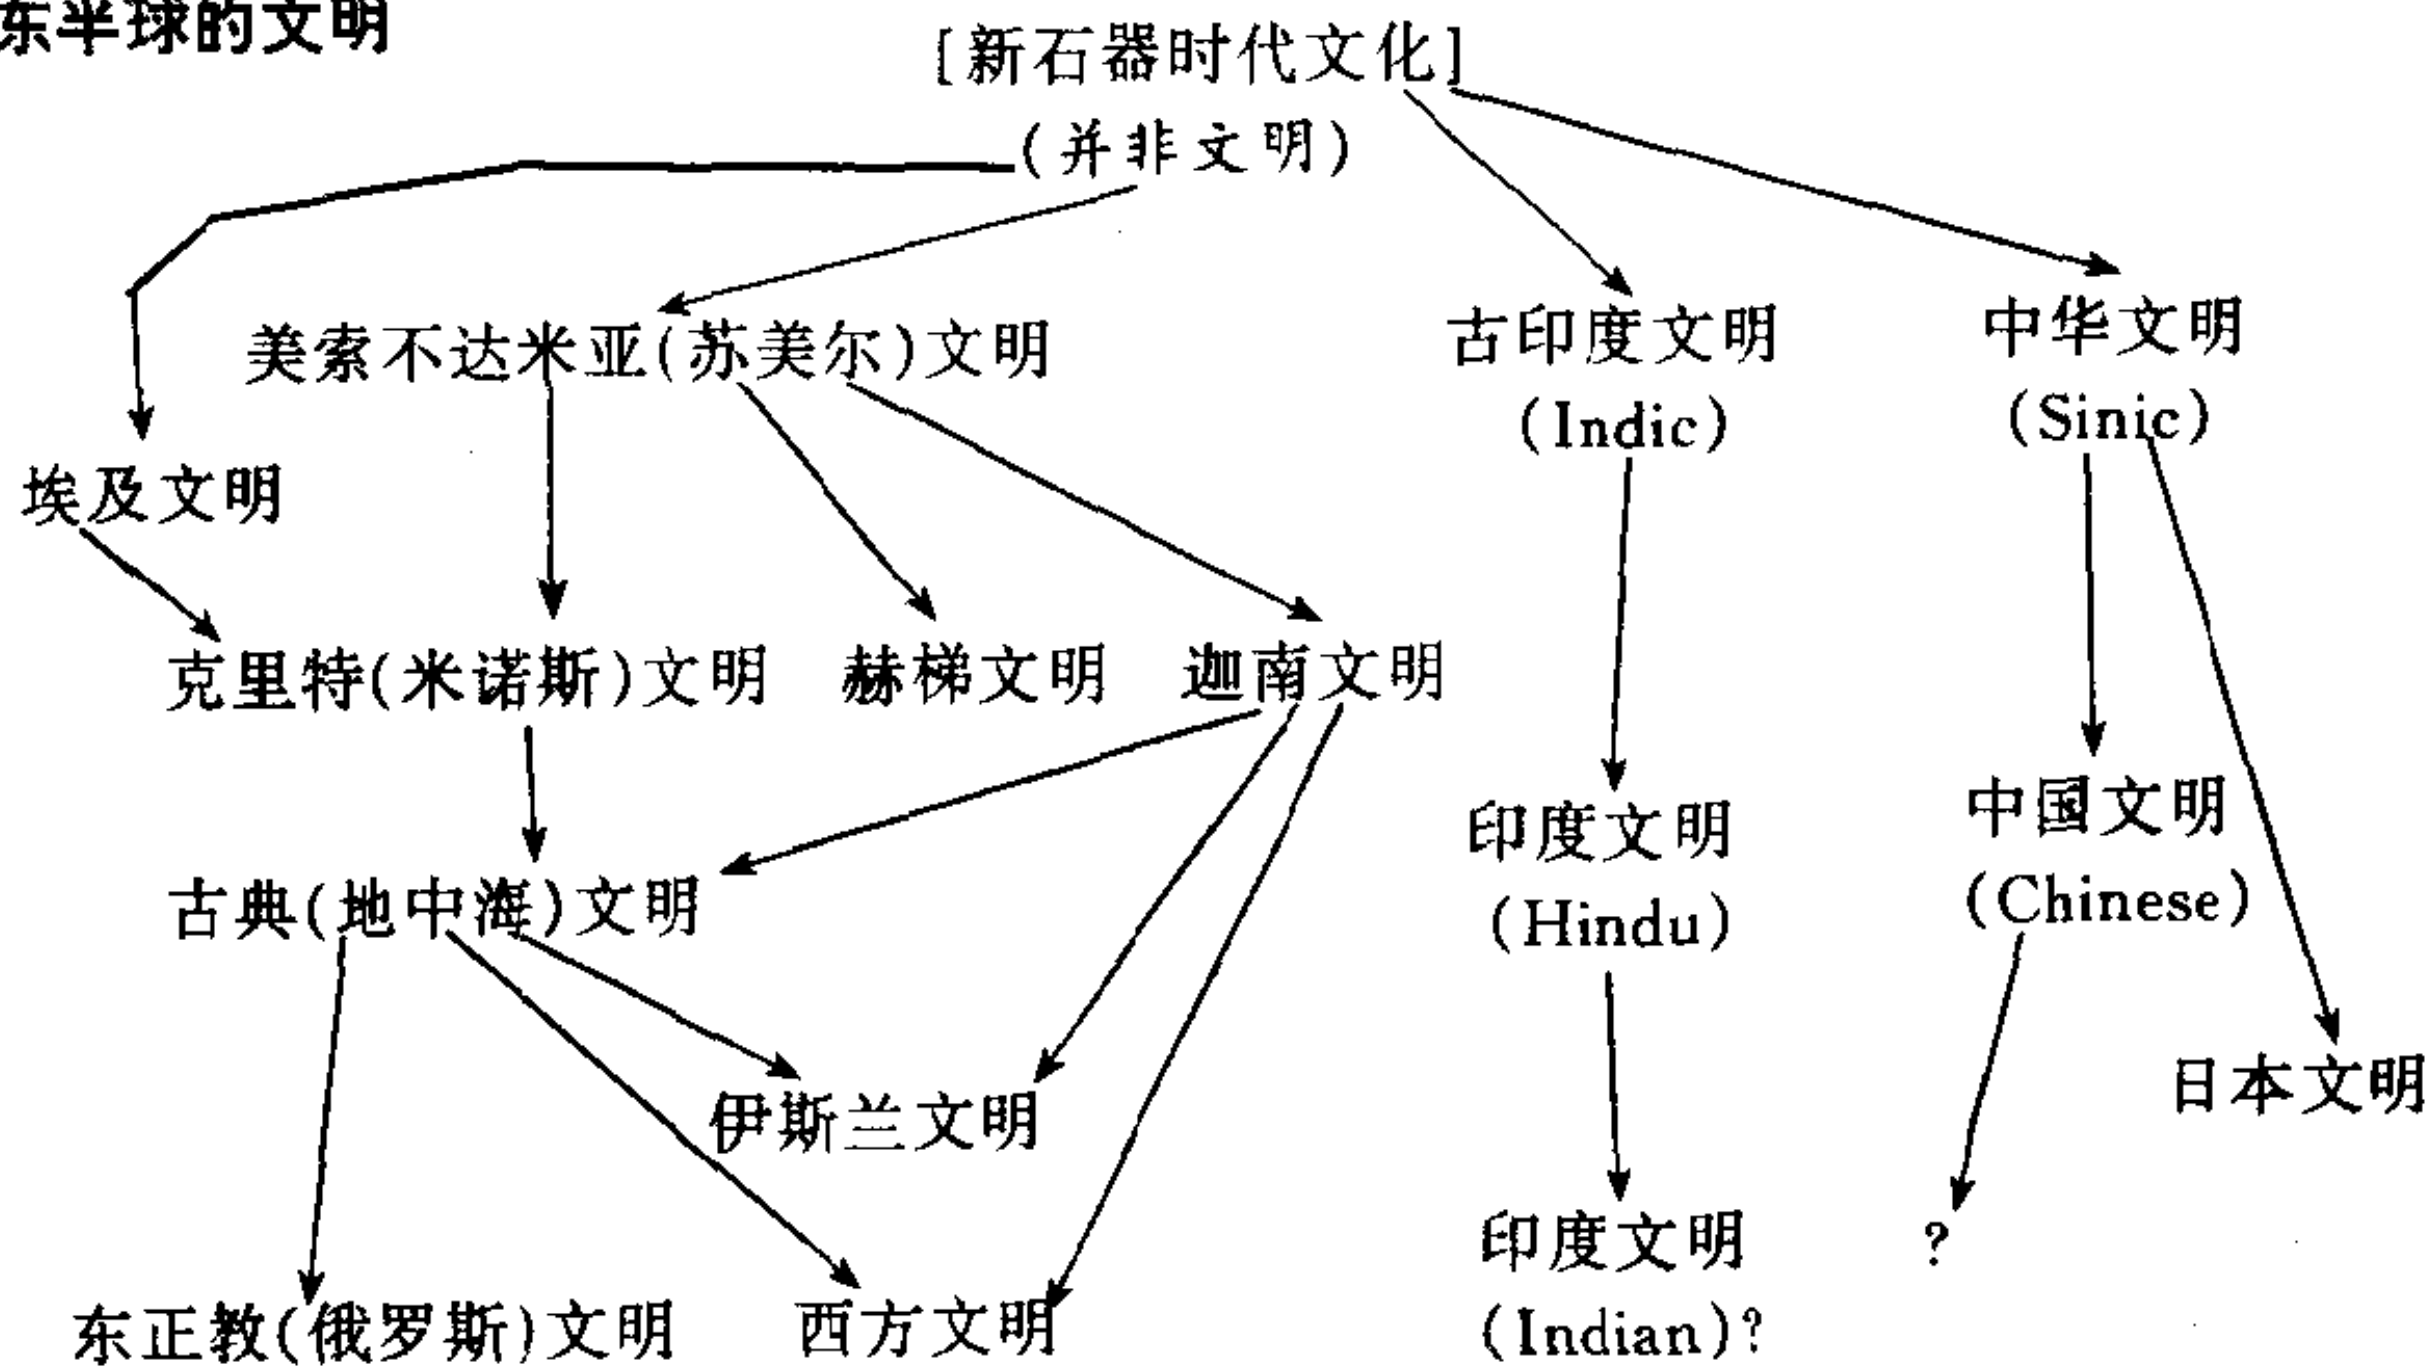 东半球的文明
[新石器时代文化]
(并非文明)
美索不达米亚(苏美尔)文明
古印度文明
(Indic)
中华文明
(Sinic)
埃及文明
克里特(米诺斯)文明
赫梯文明
迦南文明
印度文明
(Hindu)
中国文明
(Chinese)
古典(地中海)文明
伊斯兰文明
日本文明
东正教(俄罗斯)文明
西方文明
印度文明
(Indian)?
?